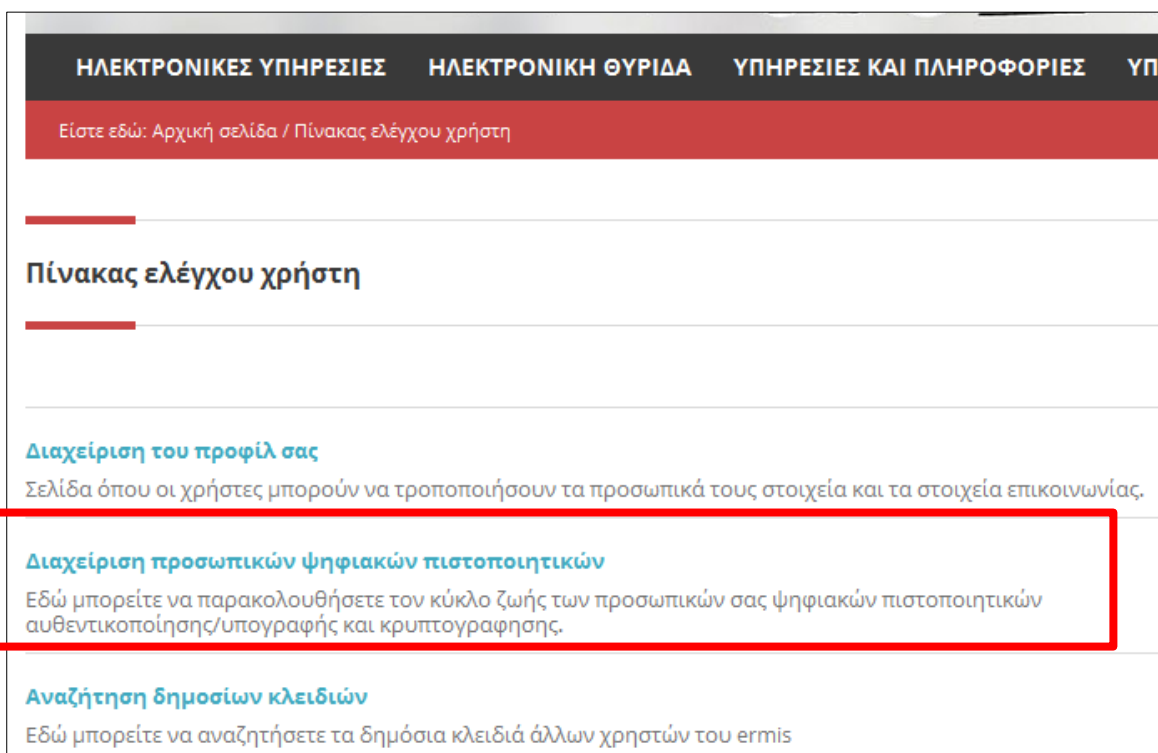 ΗΛΕΚΤΡΟΝΙΚΕΣ ΥΠΗΡΕΣΙΕΣ ΗΛΕΚΤΡΟΝΙΚΗ ΘΥΡΙΔΑ ΥΠΗΡΕΣΙΕΣ ΚΑΙ ΠΛΗΡΟΦΟΡΙΕΣ ΥΠ
Είστε εδώ: Αρχική σελίδα / Πίνακας ελέγχου χρήστη
Πίνακας ελέγχου χρήστη
Διαχείριση του προφίλ σας
Σελίδα όπου οι χρήστες μπορούν να τροποποιήσουν τα προσωπικά τους στοιχεία και τα στοιχεία επικοινωνίας.
Διαχείριση προσωπικών ψηφιακών πιστοποιητικών
Εδώ μπορείτε να παρακολουθήσετε τον κύκλο ζωής των προσωπικών σας ψηφιακών πιστοποιητικών
αυθεντικοποίησης/υπογραφής και κρυπτογραφησης.
Αναζήτηση δημοσίων κλειδιών
Εδώ μπορείτε να αναζητήσετε τα δημόσια κλειδιά άλλων χρηστών του ermis